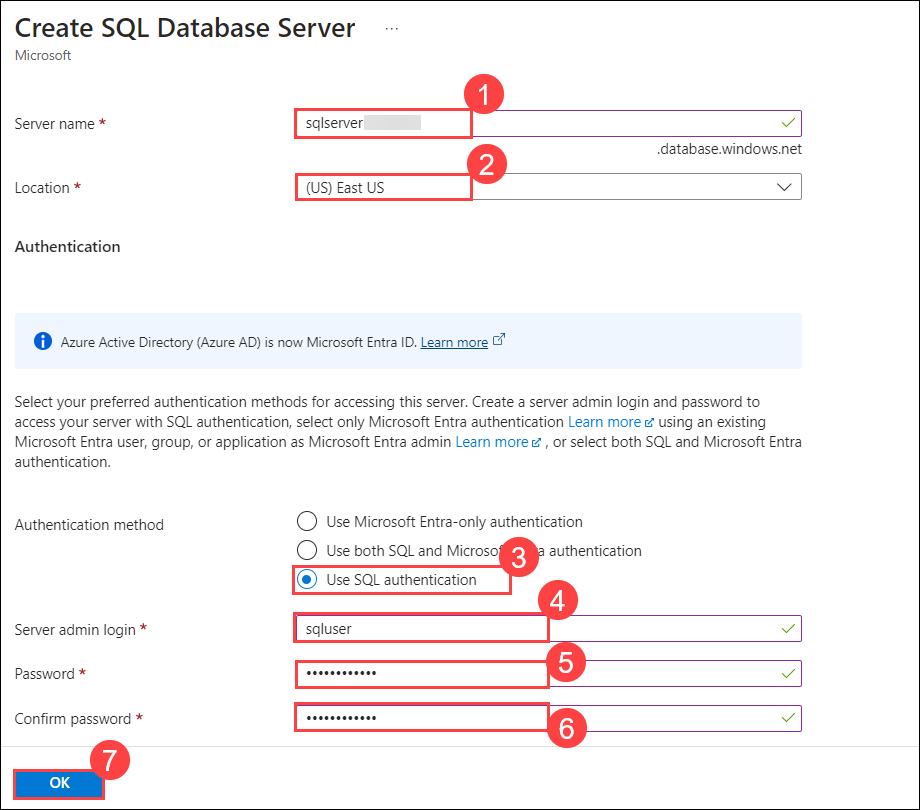 Create SQL Database Server ...
Microsoft
1
Server name * sqlserver
.database.windows.net
2
Location * (US) East US
Authentication
Azure Active Directory (Azure AD) is now Microsoft Entra ID. Learn more
Select your preferred authentication methods for accessing this server. Create a server admin login and password to
access your server with SQL authentication, select only Microsoft Entra authentication Learn more using an existing
Microsoft Entra user, group, or application as Microsoft Entra admin Learn more , or select both SQL and Microsoft Entra
authentication.
Authentication method
Use Microsoft Entra-only authentication
Use both SQL and Microsof a authentication
3
Use SQL authentication
4
Server admin login * sqluser
5
Password * ••••••••••••
Confirm password * ••••••••••••
6
7
OK